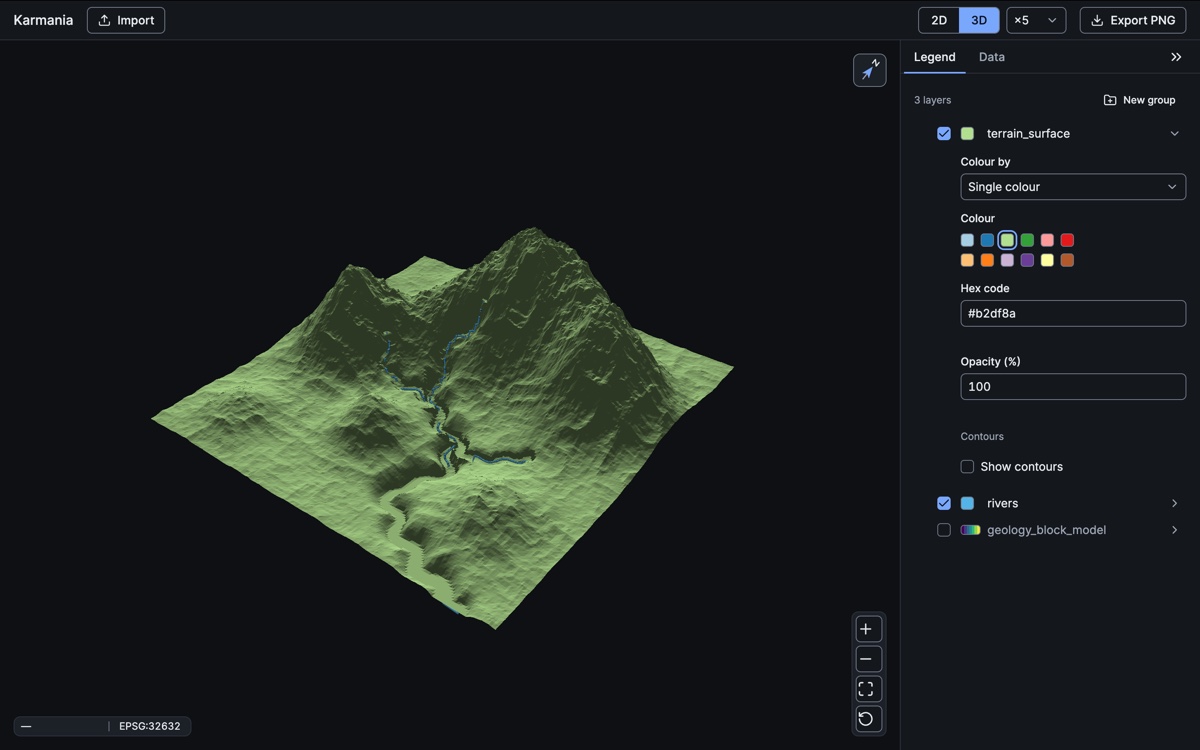 Karmania
Import
2D
3D
×5
Export PNG
N
Legend
Data
3 layers
New group
terrain_surface
Colour by
Single colour
Colour
Hex code
#b2df8a
Opacity (%)
100
Contours
Show contours
rivers
geology_block_model
— | EPSG:32632